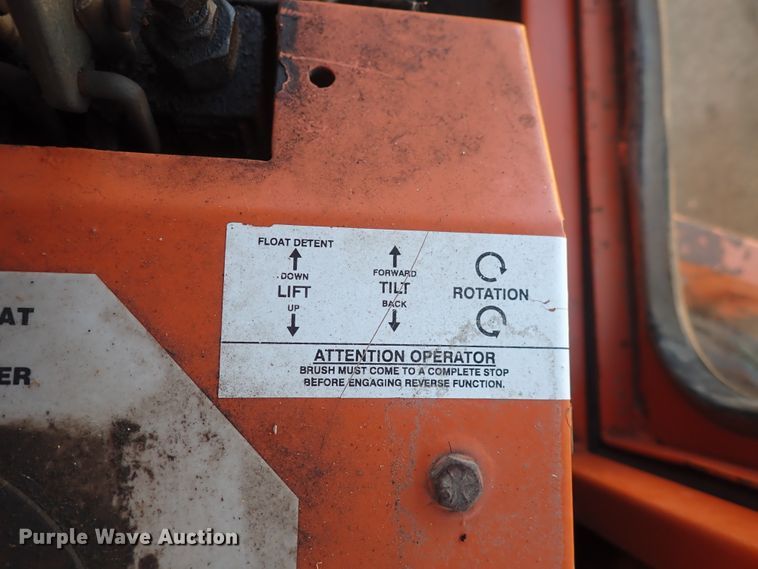 FLOAT DETENT
DOWN
LIFT
UP
FORWARD
TILT
BACK
ROTATION
ATTENTION OPERATOR
BRUSH MUST COME TO A COMPLETE STOP
BEFORE ENGAGING REVERSE FUNCTION.
AT
ER
Purple Wave Auction